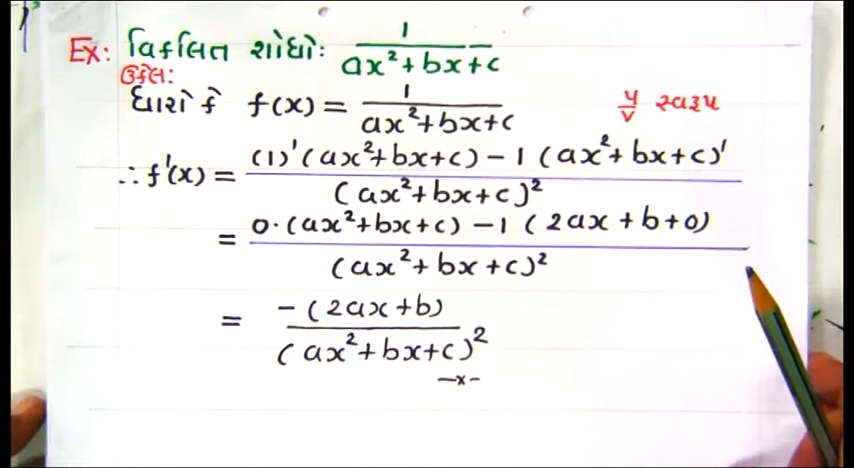 Ex: વિકલિત શોધો: 1/(ax²+bx+c)
ઉકેલ:
ધારો કે f(x) = 1/(ax²+bx+c) u/v સ્વરૂપ
∴ f'(x) = ((1)'(ax²+bx+c) - 1 (ax²+bx+c)')/(ax²+bx+c)²
= (0·(ax²+bx+c) - 1 (2ax+b+0))/(ax²+bx+c)²
= -(2ax+b)/(ax²+bx+c)²
—x—